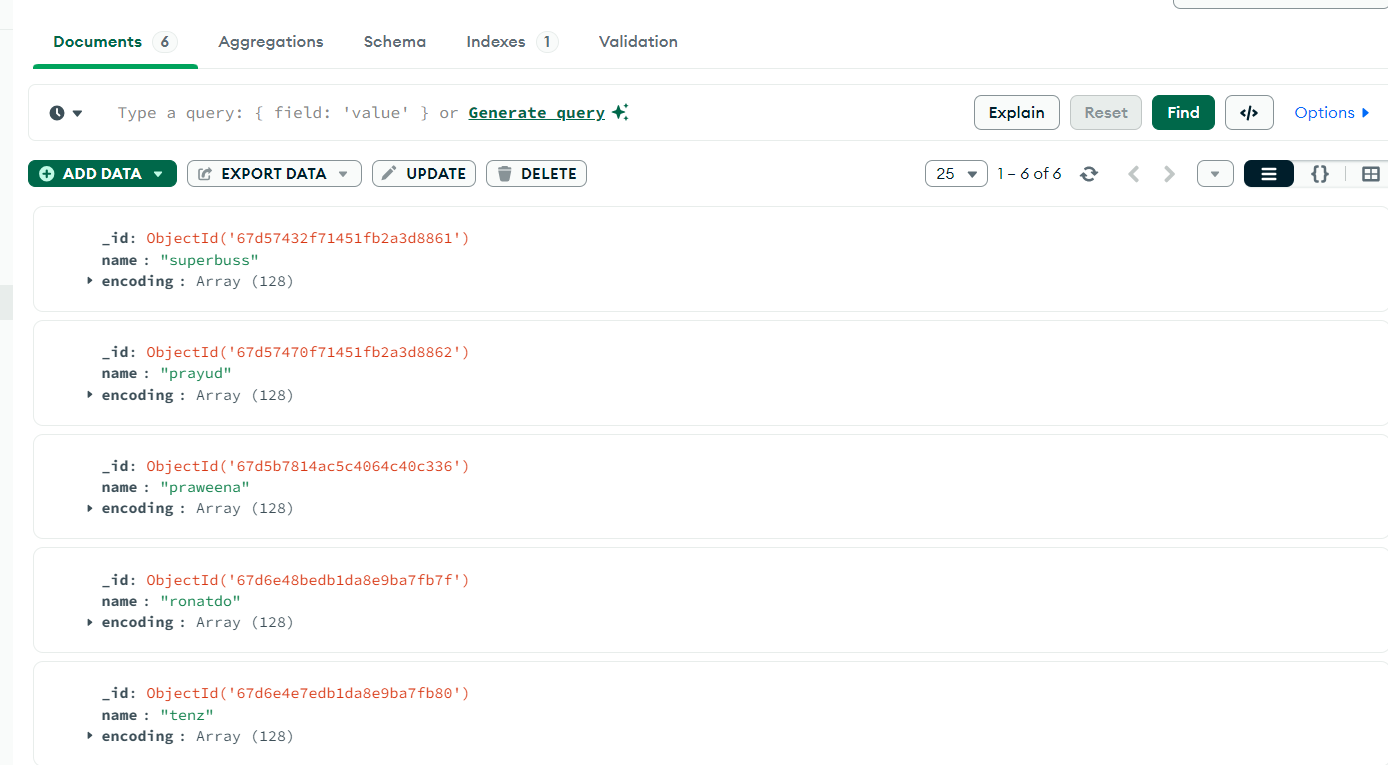 Documents 6 Aggregations Schema Indexes 1 Validation
Type a query: { field: 'value' } or Generate query Explain Reset Find </> Options
ADD DATA EXPORT DATA UPDATE DELETE 25 1 – 6 of 6 {}
_id: ObjectId('67d57432f71451fb2a3d8861')
name : "superbuss"
encoding : Array (128)
_id: ObjectId('67d57470f71451fb2a3d8862')
name : "prayud"
encoding : Array (128)
_id: ObjectId('67d5b7814ac5c4064c40c336')
name : "praweena"
encoding : Array (128)
_id: ObjectId('67d6e48bedb1da8e9ba7fb7f')
name : "ronatdo"
encoding : Array (128)
_id: ObjectId('67d6e4e7edb1da8e9ba7fb80')
name : "tenz"
encoding : Array (128)